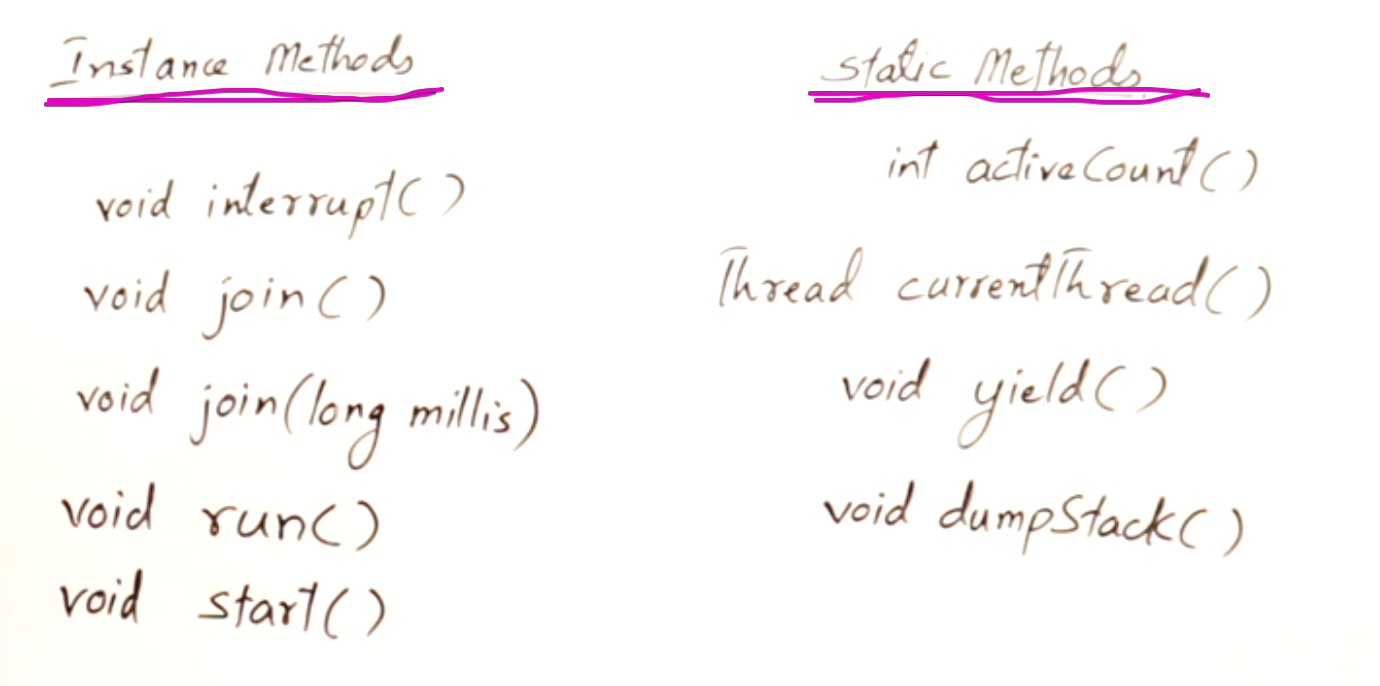 Instance Methods
void interrupt()
void join()
void join(long millis)
void run()
void start()
Static Methods
int activeCount()
Thread currentThread()
void yield()
void dumpStack()